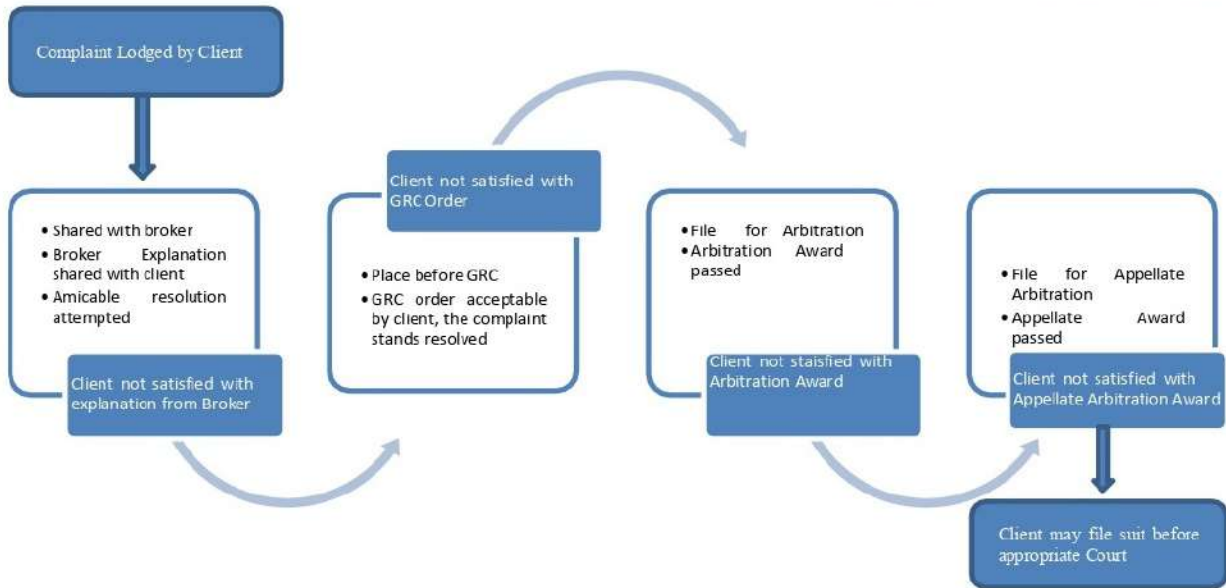 Complaint Lodged by Client
• Shared with broker
• Broker Explanation
shared with client
• Amicable resolution
attempted
Client not satisfied with
explanation from Broker
Client not satisfied with
GRC Order
• Place before GRC
• GRC order acceptable
by client, the complaint
stands resolved
• File for Arbitration
• Arbitration Award
passed
Client not staisfied with
Arbitration Award
• File for Appellate
Arbitration
• Appellate Award
passed
Client not satisfied with
Appellate Arbitration Award
Client may file suit before
appropriate Court